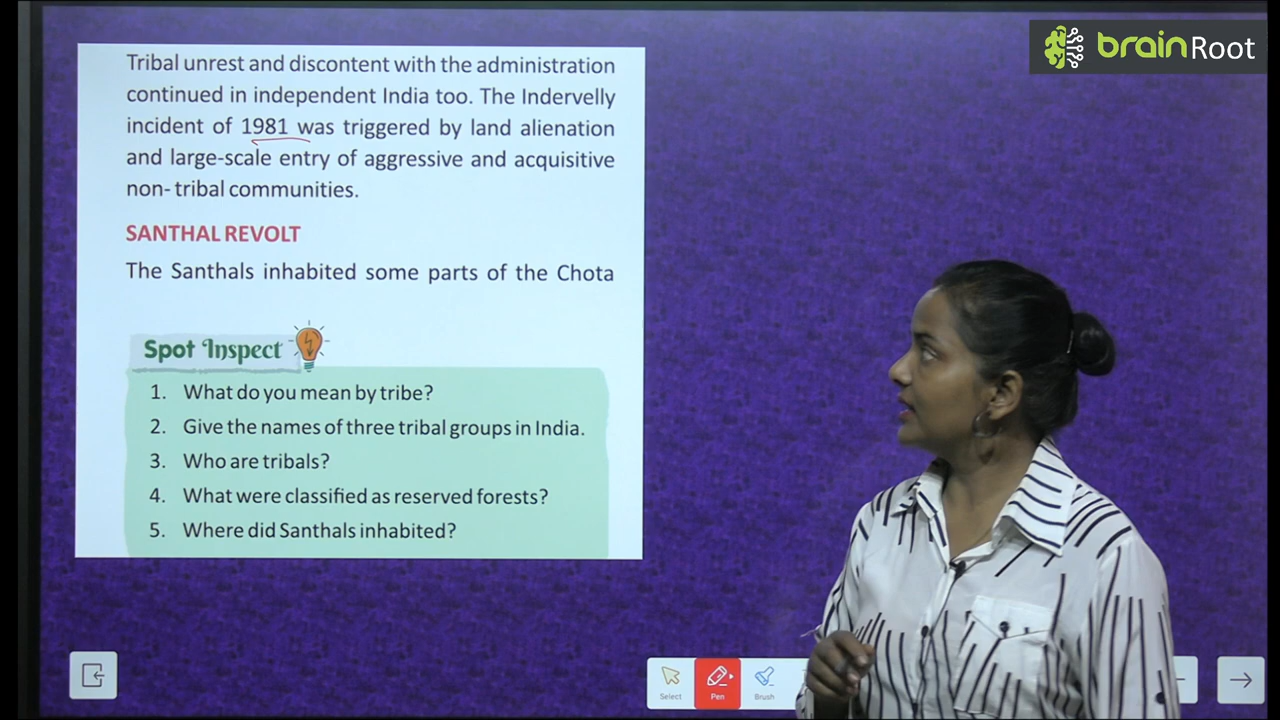 brain Root
Tribal unrest and discontent with the administration
continued in independent India too. The Indervelly
incident of 1981 was triggered by land alienation
and large-scale entry of aggressive and acquisitive
non- tribal communities.
SANTHAL REVOLT
The Santhals inhabited some parts of the Chota
Spot Inspect
1. What do you mean by tribe?
2. Give the names of three tribal groups in India.
3. Who are tribals?
4. What were classified as reserved forests?
5. Where did Santhals inhabited?
Select
Pen
Brush